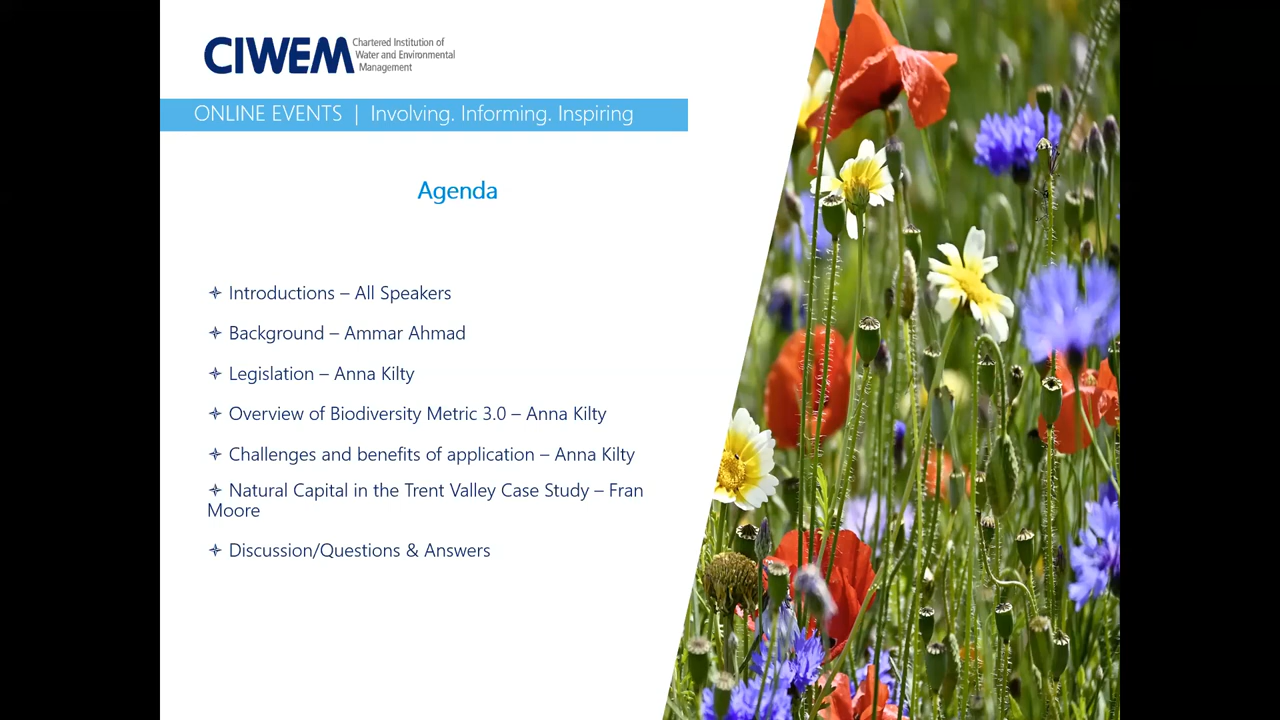 CIWEM
Chartered Institution of
Water and Environmental
Management
ONLINE EVENTS | Involving. Informing. Inspiring
Agenda
Introductions – All Speakers
Background – Ammar Ahmad
Legislation – Anna Kilty
Overview of Biodiversity Metric 3.0 – Anna Kilty
Challenges and benefits of application – Anna Kilty
Natural Capital in the Trent Valley Case Study – Fran
Moore
Discussion/Questions & Answers